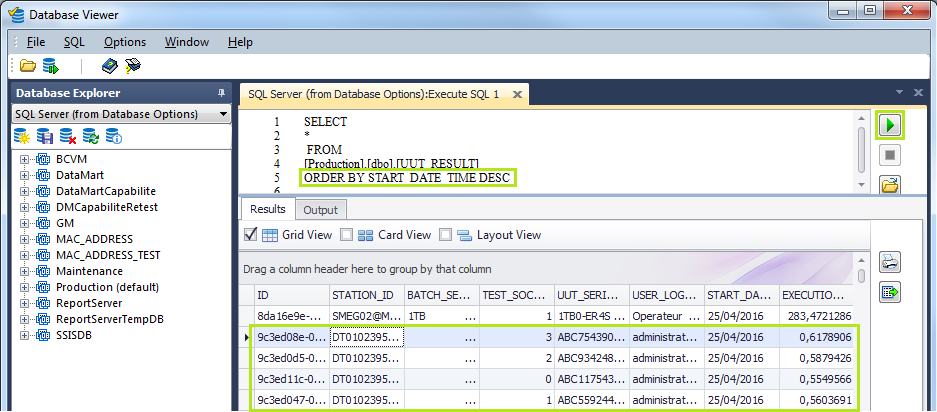 Database Viewer
File SQL Options Window Help
Database Explorer
SQL Server (from Database Options)
BCVM
DataMart
DataMartCapabilite
DMCapabiliteRetest
GM
MAC_ADDRESS
MAC_ADDRESS_TEST
Maintenance
Production (default)
ReportServer
ReportServerTempDB
SSISDB
SQL Server (from Database Options):Execute SQL 1
1 SELECT
2 *
3 FROM
4 [Production].[dbo].[UUT_RESULT]
5 ORDER BY START_DATE_TIME DESC
6
Results Output
Grid View Card View Layout View
Drag a column header here to group by that column
ID STATION_ID BATCH_SE... TEST_SOC... UUT_SERI... USER_LOG... START_DA... EXECUTIO...
8da16e9e-... SMEG02@M... 1TB ... 1 1TB0-ER4S ... Operateur ... 25/04/2016 283,4721286
9c3ed08e-0... DT0102395... ... 3 ABC754390... administrat... 25/04/2016 0,6178906
9c3ed0d5-0... DT0102395... ... 2 ABC934248... administrat... 25/04/2016 0,5879426
9c3ed11c-0... DT0102395... ... 0 ABC117543... administrat... 25/04/2016 0,5549566
9c3ed047-0... DT0102395... ... 1 ABC559244... administrat... 25/04/2016 0,5603691